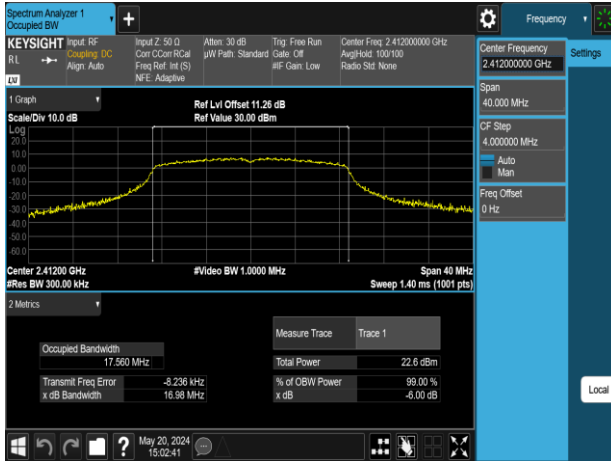 Spectrum Analyzer 1
Occupied BW
+
Frequency
KEYSIGHT
R L
LXI
Input: RF
Coupling: DC
Align: Auto
Input Z: 50 Ω
Corr CCorr RCal
Freq Ref: Int (S)
NFE: Adaptive
Atten: 30 dB
µW Path: Standard
Trig: Free Run
Gate: Off
#IF Gain: Low
Center Freq: 2.412000000 GHz
Avg|Hold: 100/100
Radio Std: None
Center Frequency
2.412000000 GHz
Settings
Span
40.000 MHz
CF Step
4.000000 MHz
Auto
Man
Freq Offset
0 Hz
Local
1 Graph
Scale/Div 10.0 dB
Ref Lvl Offset 11.26 dB
Ref Value 30.00 dBm
Log
20.0
10.0
0.00
-10.0
-20.0
-30.0
-40.0
-50.0
-60.0
Center 2.41200 GHz
#Video BW 1.0000 MHz
Span 40 MHz
#Res BW 300.00 kHz
Sweep 1.40 ms (1001 pts)
2 Metrics
Measure Trace
Trace 1
Occupied Bandwidth
17.560 MHz
Total Power
22.6 dBm
Transmit Freq Error
-8.236 kHz
% of OBW Power
99.00 %
x dB Bandwidth
16.98 MHz
x dB
-6.00 dB
?
May 20, 2024
15:02:41